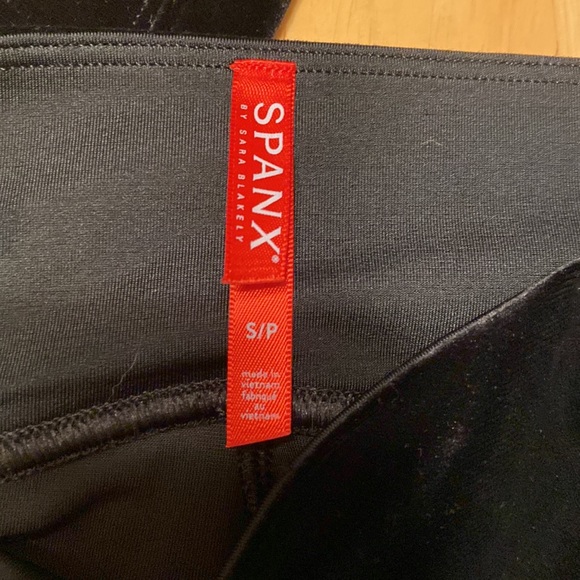 SPANX®
BY SARA BLAKELY
S/P
made in
vietnam
fabriqué
au
vietnam